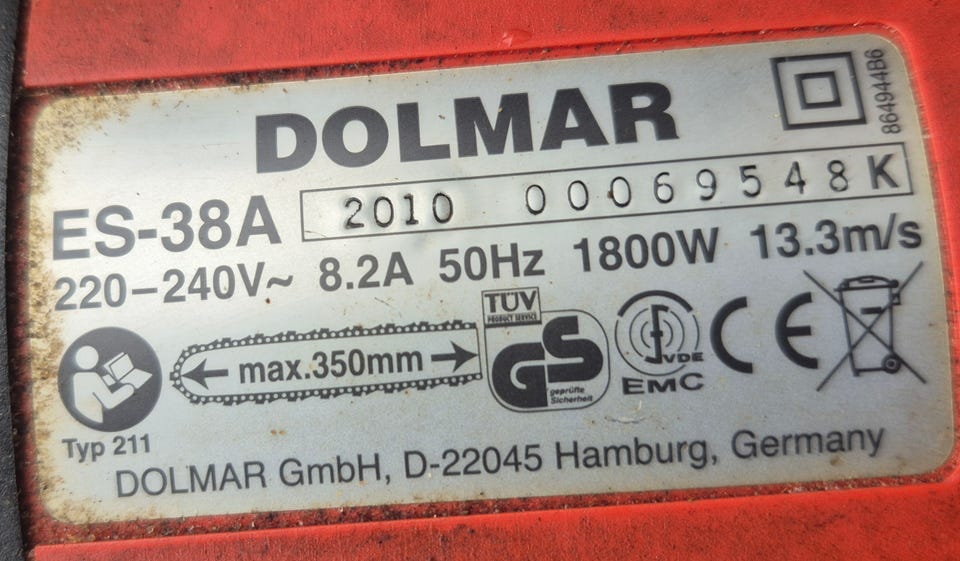 DOLMAR
864944B6
ES-38A 2010 00069548K
220–240V~ 8.2A 50Hz 1800W 13.3m/s
max.350mm
TÜV
PRODUCT SERVICE
GS
geprüfte
Sicherheit
VDE
EMC
CE
Typ 211
DOLMAR GmbH, D-22045 Hamburg, Germany